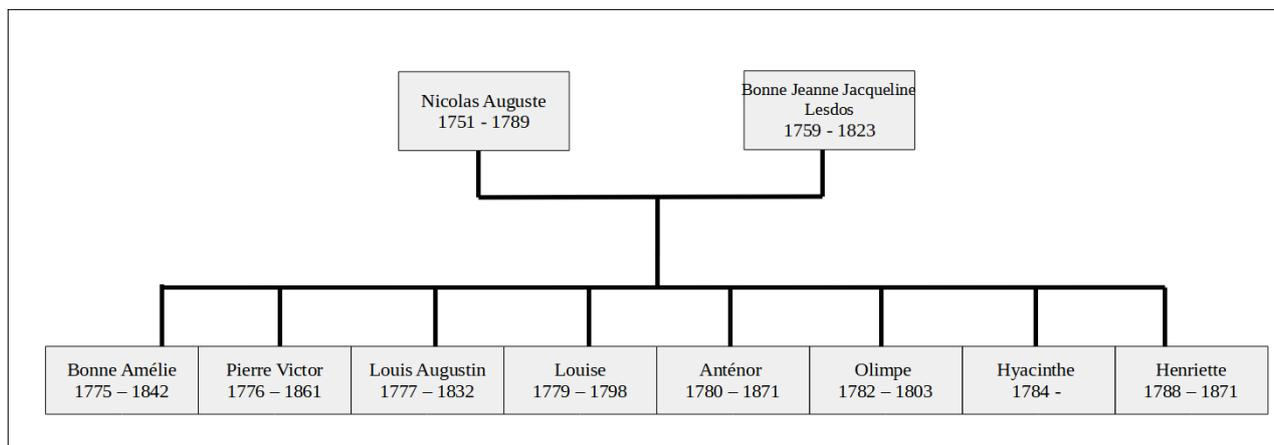 Nicolas Auguste
1751 - 1789
Bonne Jeanne Jacqueline
Lesdos
1759 - 1823
Bonne Amélie
1775 – 1842
Pierre Victor
1776 – 1861
Louis Augustin
1777 – 1832
Louise
1779 – 1798
Anténor
1780 – 1871
Olimpe
1782 – 1803
Hyacinthe
1784 -
Henriette
1788 – 1871